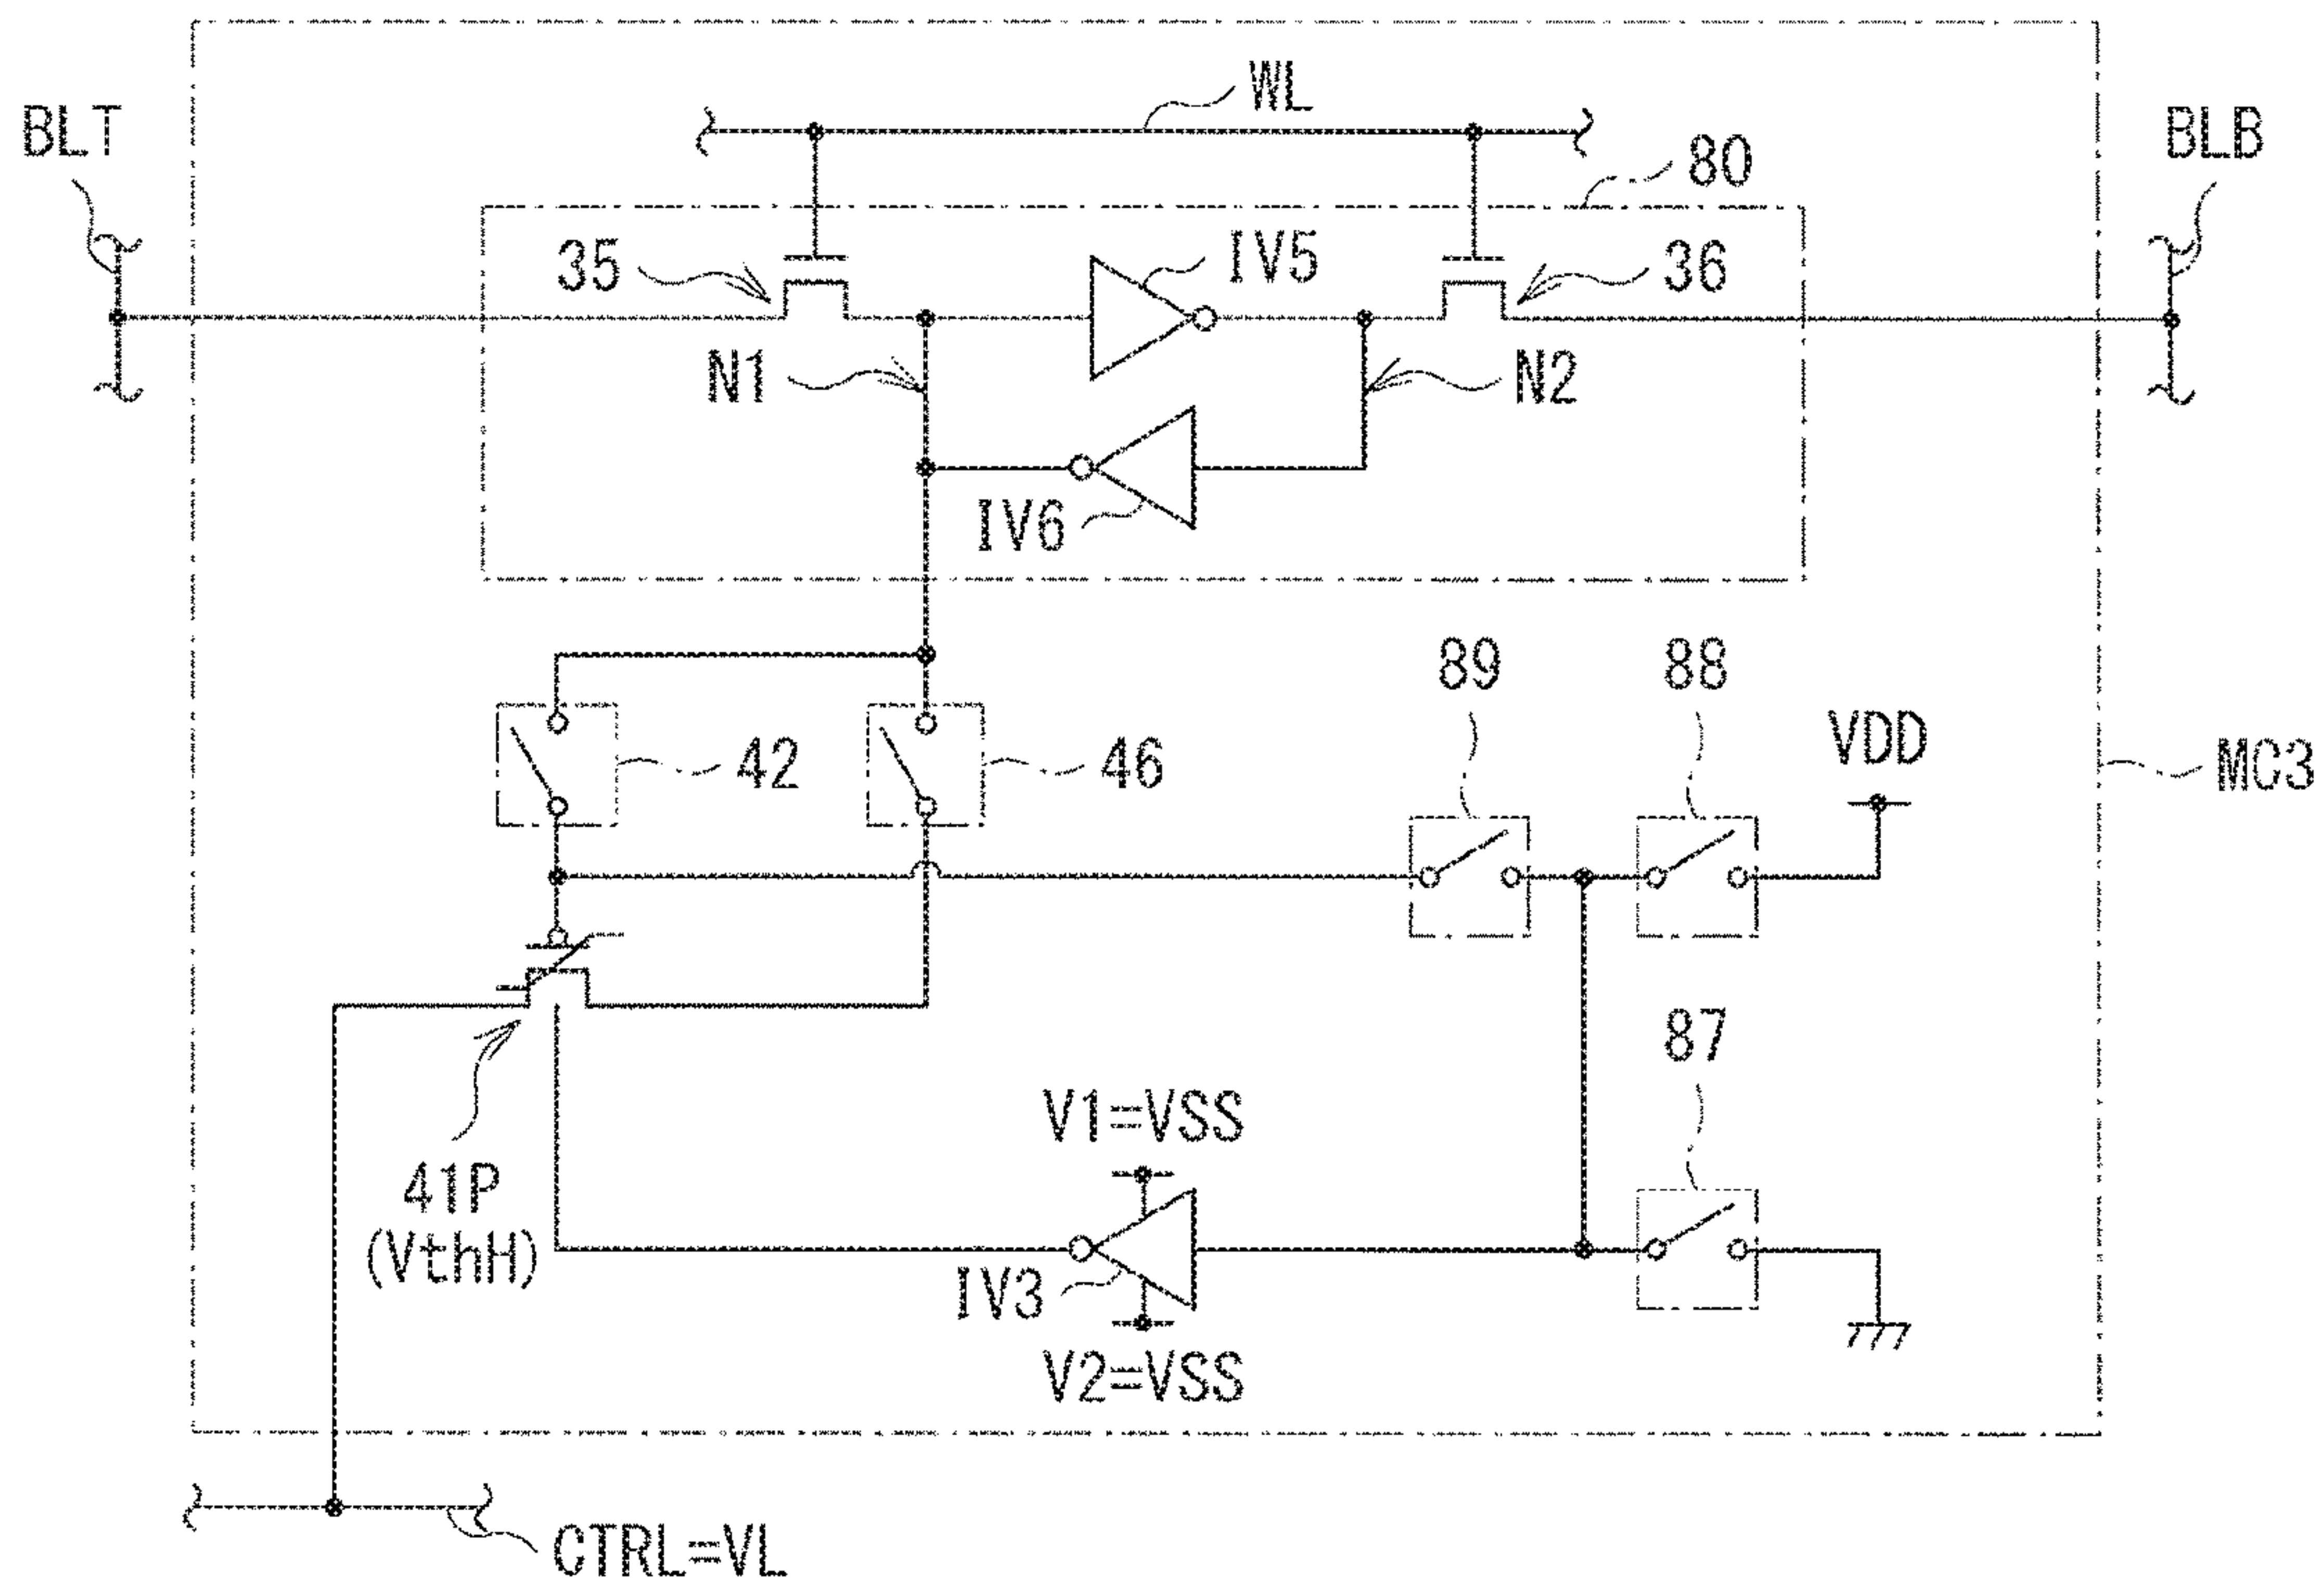 WL
BLT
BLB
80
35
IV5
36
N1
N2
IV6
89
88
42
46
VDD
MC3
87
V1=VSS
41P
(VthH)
IV3
V2=VSS
CTRL=VL